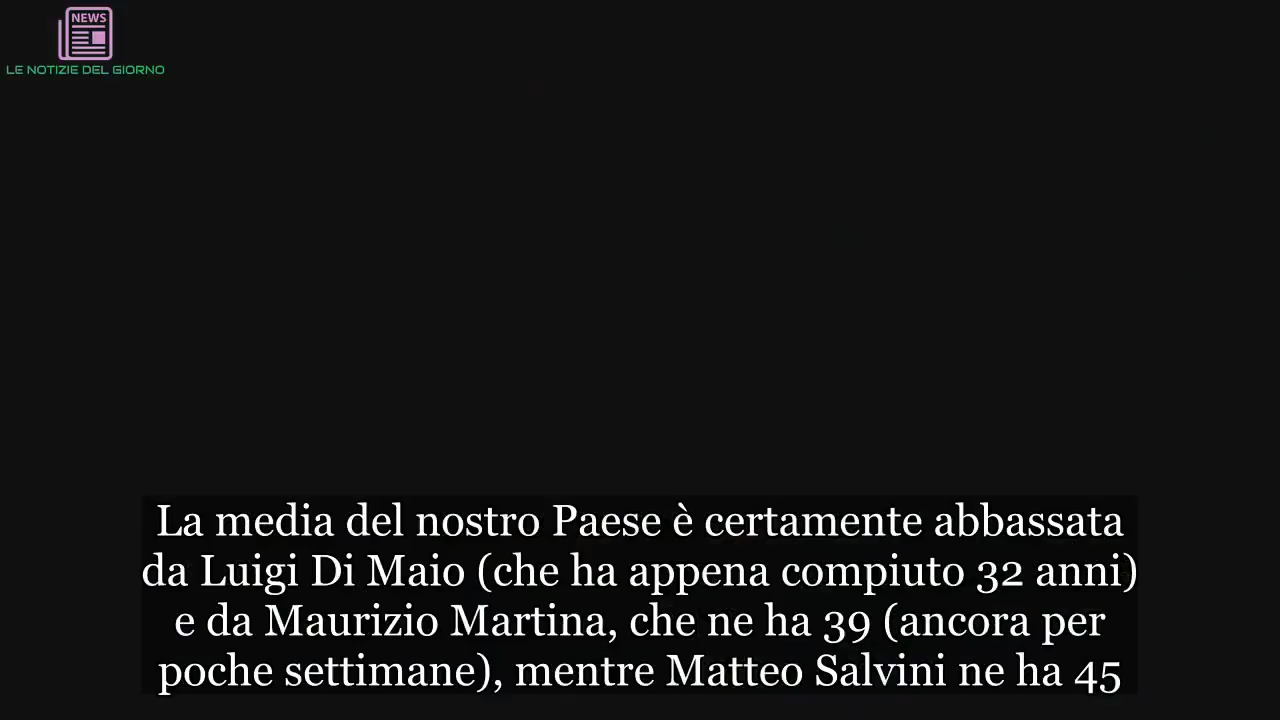 NEWS
LE NOTIZIE DEL GIORNO
La media del nostro Paese è certamente abbassata
da Luigi Di Maio (che ha appena compiuto 32 anni)
e da Maurizio Martina, che ne ha 39 (ancora per
poche settimane), mentre Matteo Salvini ne ha 45